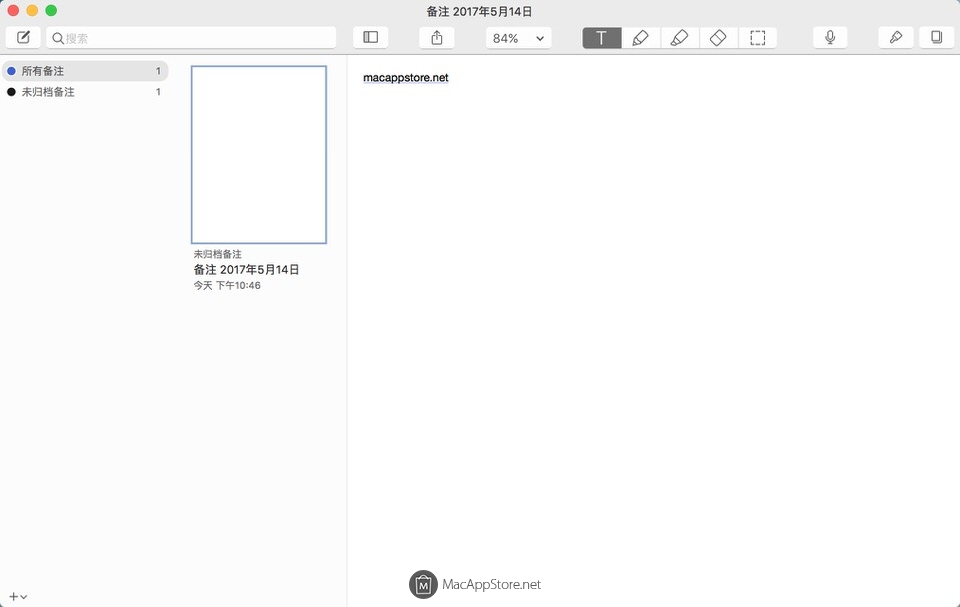 备注 2017年5月14日
搜索
84%
T
所有备注 1
未归档备注 1
未归档备注
备注 2017年5月14日
今天 下午10:46
macappstore.net
M
MacAppStore.net